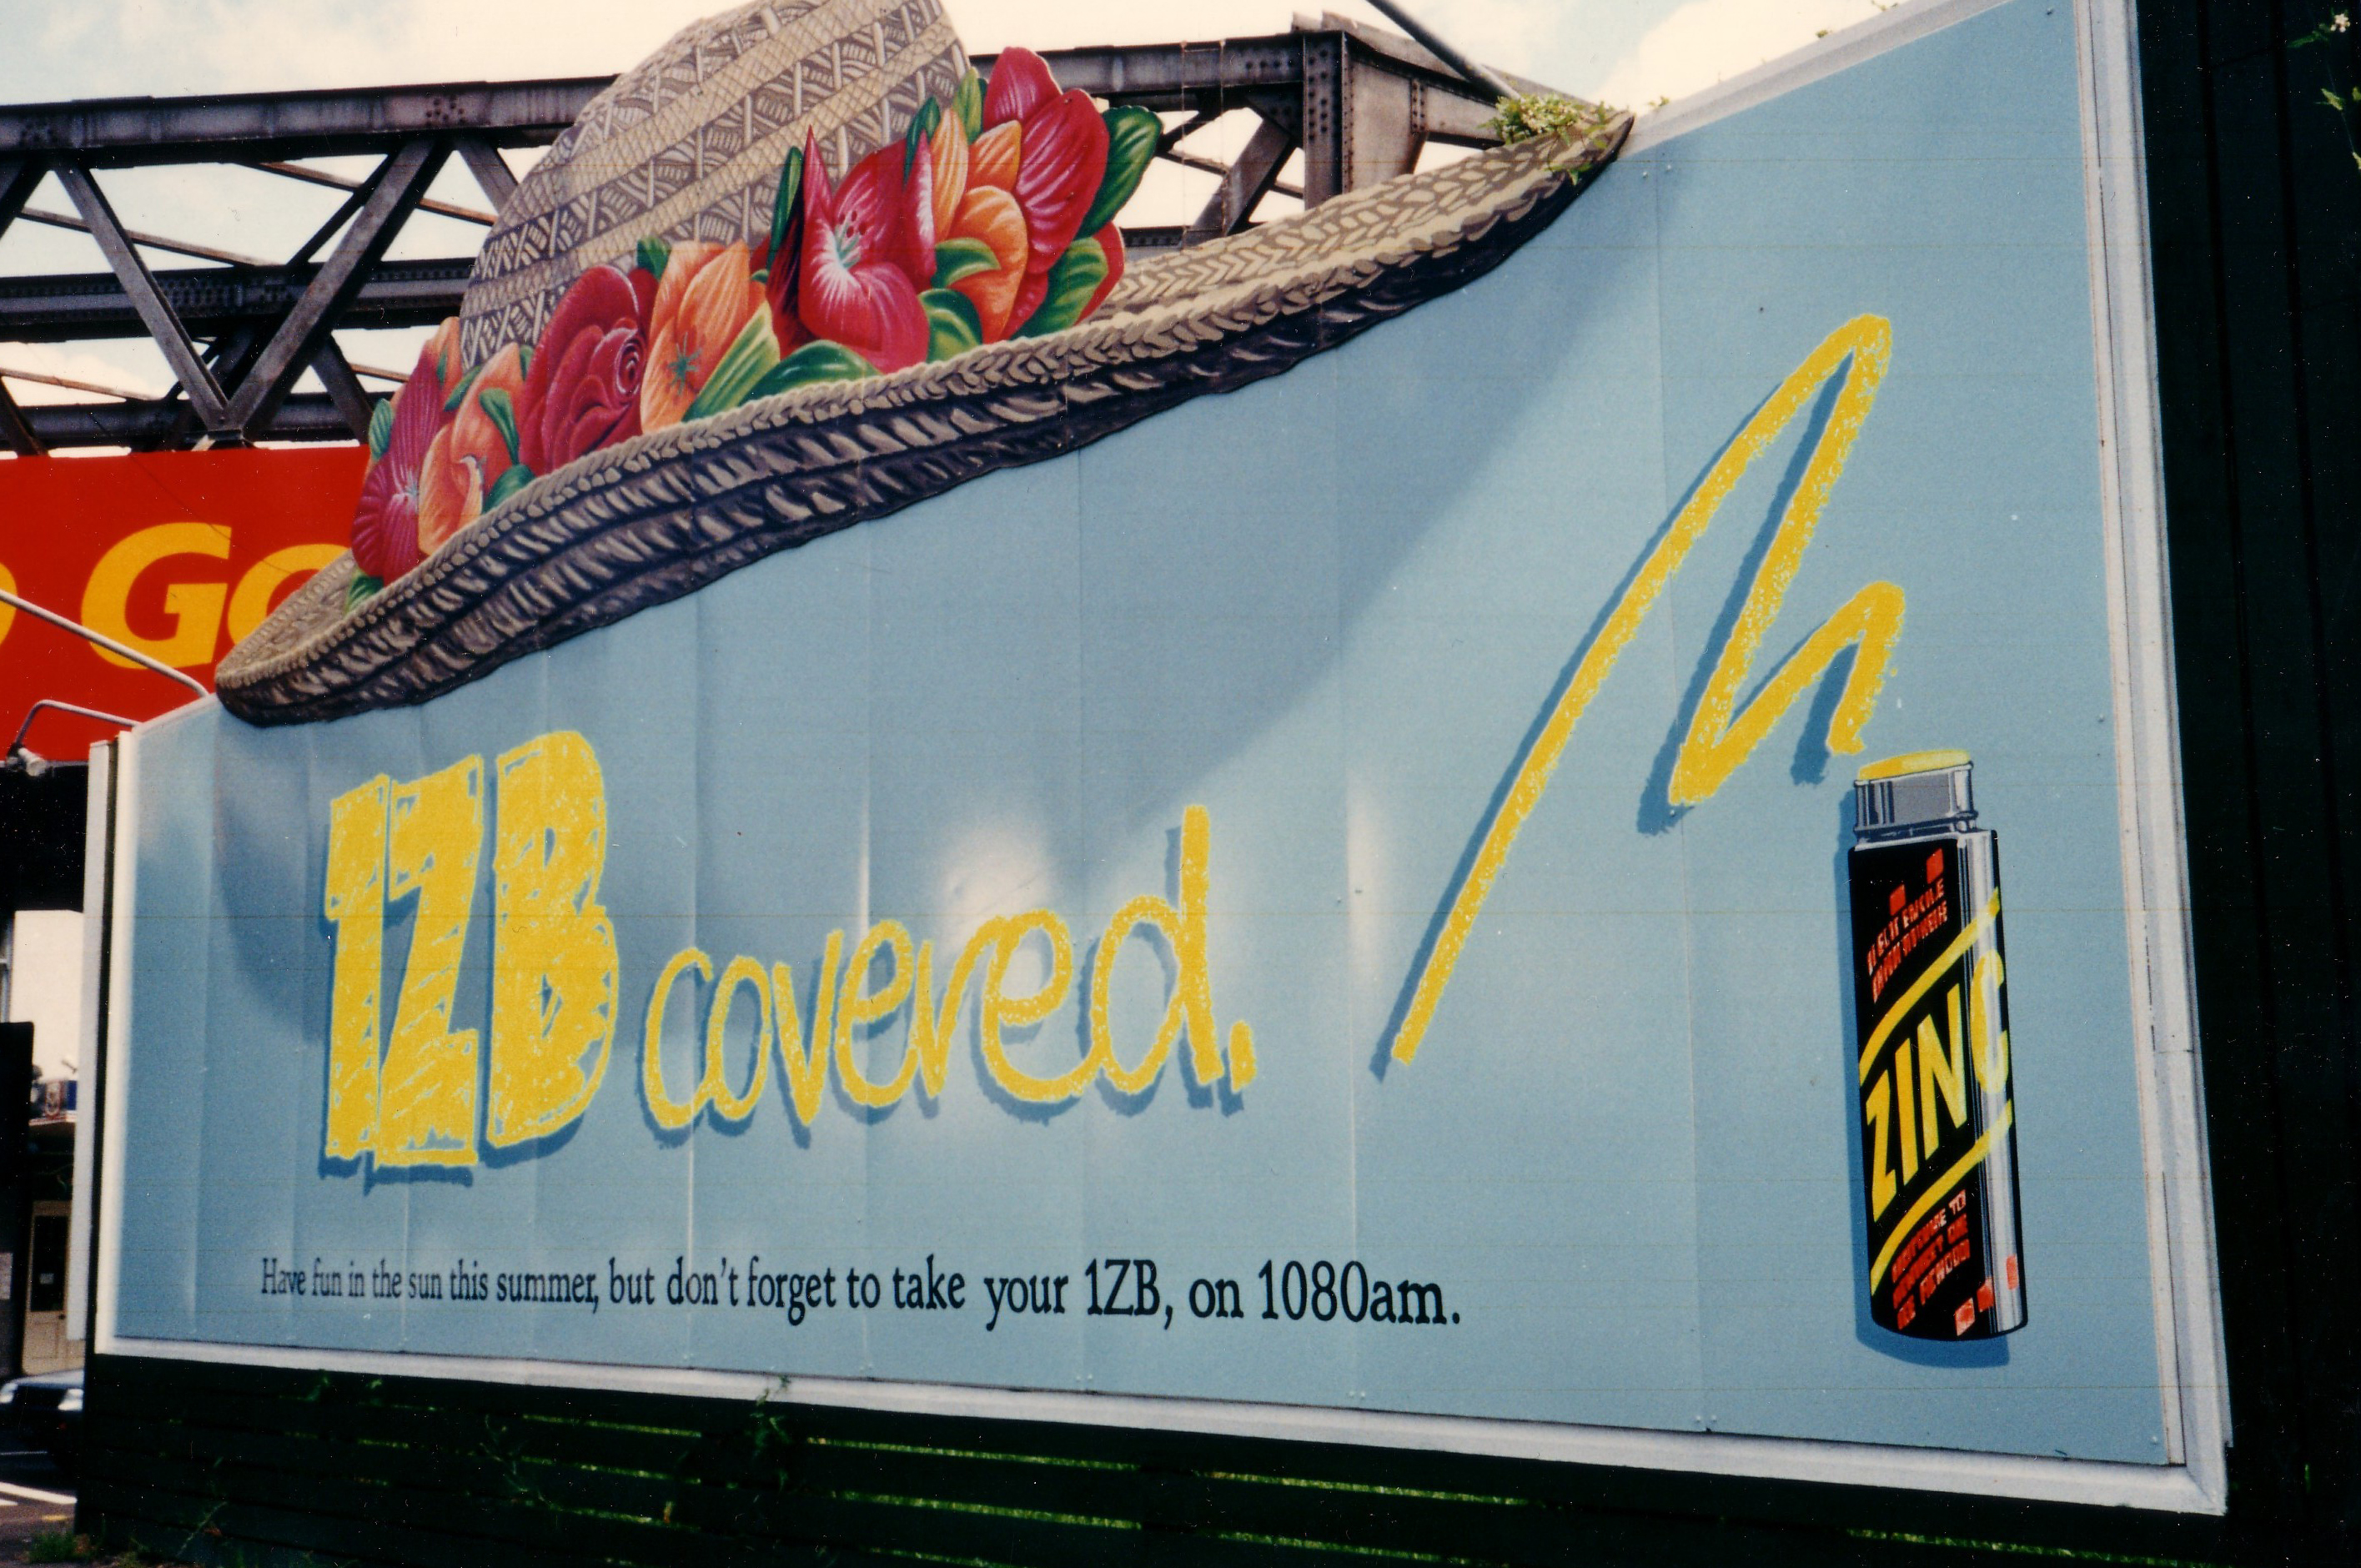 Go
1ZB covered.
Have fun in the sun this summer, but don't forget to take your 1ZB, on 1080am.
ZINC